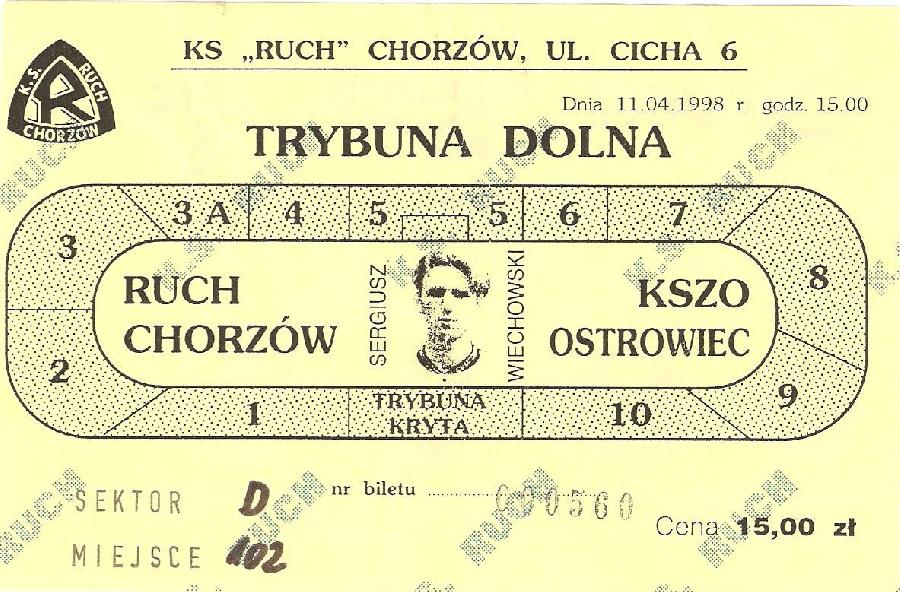 KS „RUCH” CHORZÓW, UL. CICHA 6
K.S. RUCH
R
CHORZÓW
Dnia 11.04.1998 r. godz. 15.00
TRYBUNA DOLNA
3 A 4 5 5 6 7
3
8
RUCH
CHORZÓW
SERGIUSZ
WIECHOWSKI
KSZO
OSTROWIEC
2
9
1
TRYBUNA
KRYTA
10
SEKTOR D
nr biletu 000560
Cena 15,00 zł
MIEJSCE 102